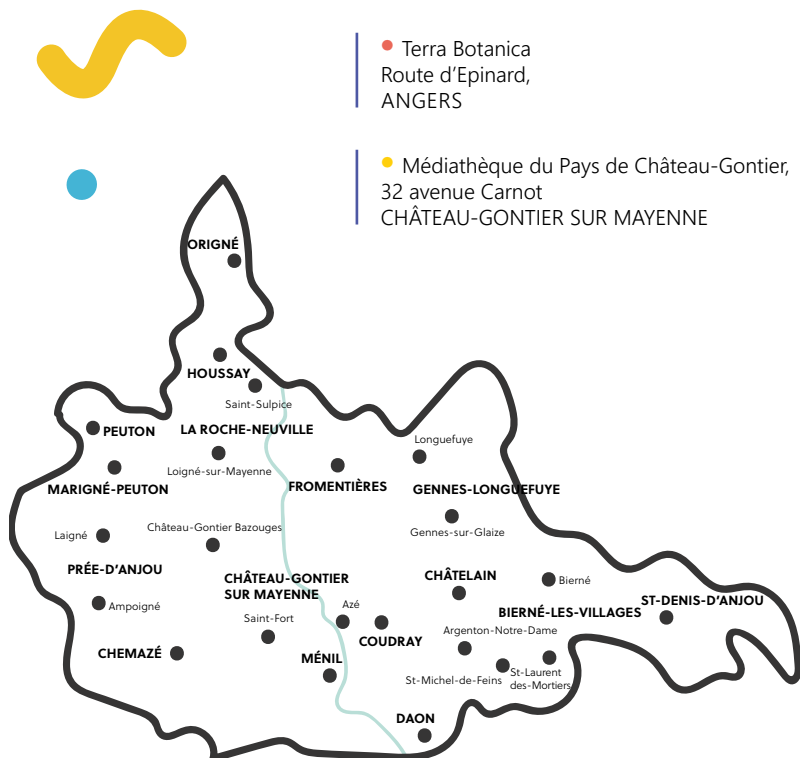 • Terra Botanica
Route d'Epinard,
ANGERS
• Médiathèque du Pays de Château-Gontier,
32 avenue Carnot
CHÂTEAU-GONTIER SUR MAYENNE
ORIGNÉ
HOUSSAY
Saint-Sulpice
PEUTON
LA ROCHE-NEUVILLE
Longuefuye
Loigné-sur-Mayenne
MARIGNÉ-PEUTON
FROMENTIÈRES
GENNES-LONGUEFUYE
Laigné
Château-Gontier Bazouges
Gennes-sur-Glaize
PRÉE-D'ANJOU
CHÂTEAU-GONTIER
SUR MAYENNE
CHÂTELAIN
Bierné
Ampoigné
Azé
BIERNÉ-LES-VILLAGES
ST-DENIS-D'ANJOU
Saint-Fort
COUDRAY
Argenton-Notre-Dame
CHEMAZÉ
MÉNIL
St-Michel-de-Feins
St-Laurent
des-Mortiers
DAON